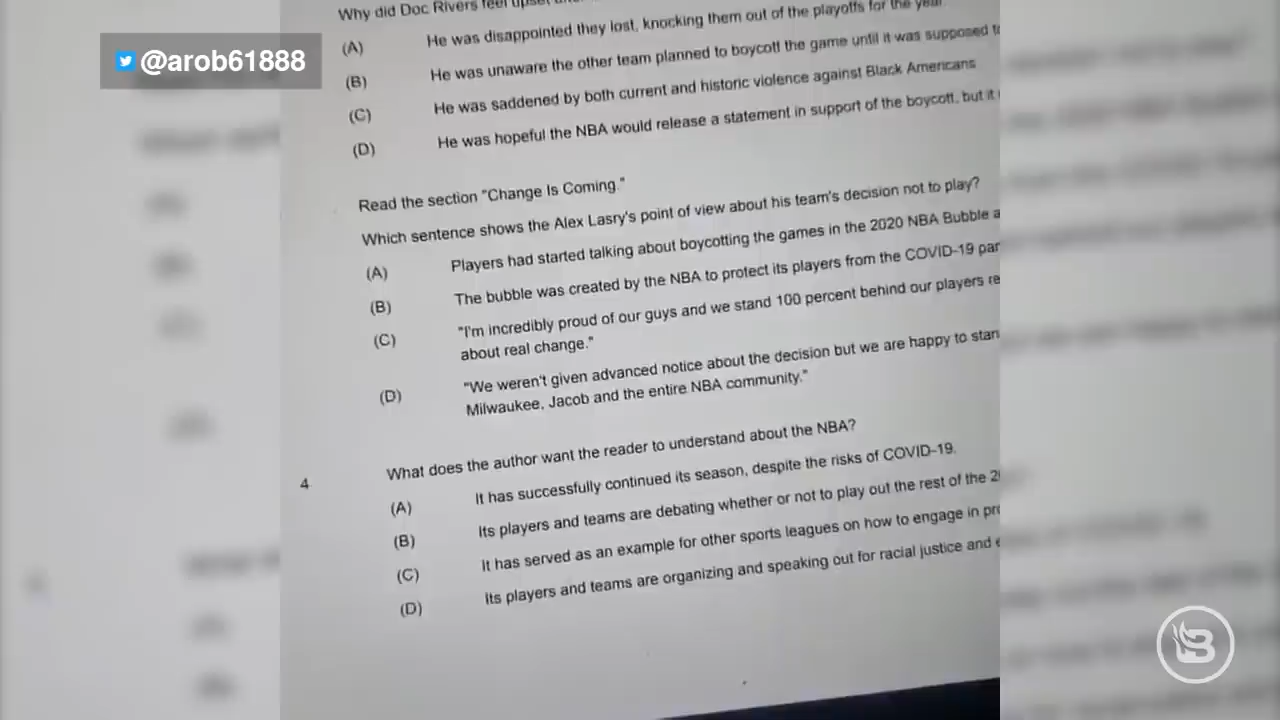 @arob61888
Why did Doc Rivers feel upset
(A) He was disappointed they lost, knocking them out of the playoffs for the year.
(B) He was unaware the other team planned to boycott the game until it was supposed
(C) He was saddened by both current and historic violence against Black Americans
(D) He was hopeful the NBA would release a statement in support of the boycott, but it
Read the section "Change Is Coming."
Which sentence shows the Alex Lasry's point of view about his team's decision not to play?
(A) Players had started talking about boycotting the games in the 2020 NBA Bubble a
(B) The bubble was created by the NBA to protect its players from the COVID-19 pan
(C) "I'm incredibly proud of our guys and we stand 100 percent behind our players re
about real change."
(D) "We weren't given advanced notice about the decision but we are happy to stan
Milwaukee, Jacob and the entire NBA community."
4 What does the author want the reader to understand about the NBA?
(A) It has successfully continued its season, despite the risks of COVID-19.
(B) Its players and teams are debating whether or not to play out the rest of the 2
(C) It has served as an example for other sports leagues on how to engage in pro
(D) Its players and teams are organizing and speaking out for racial justice and e
B